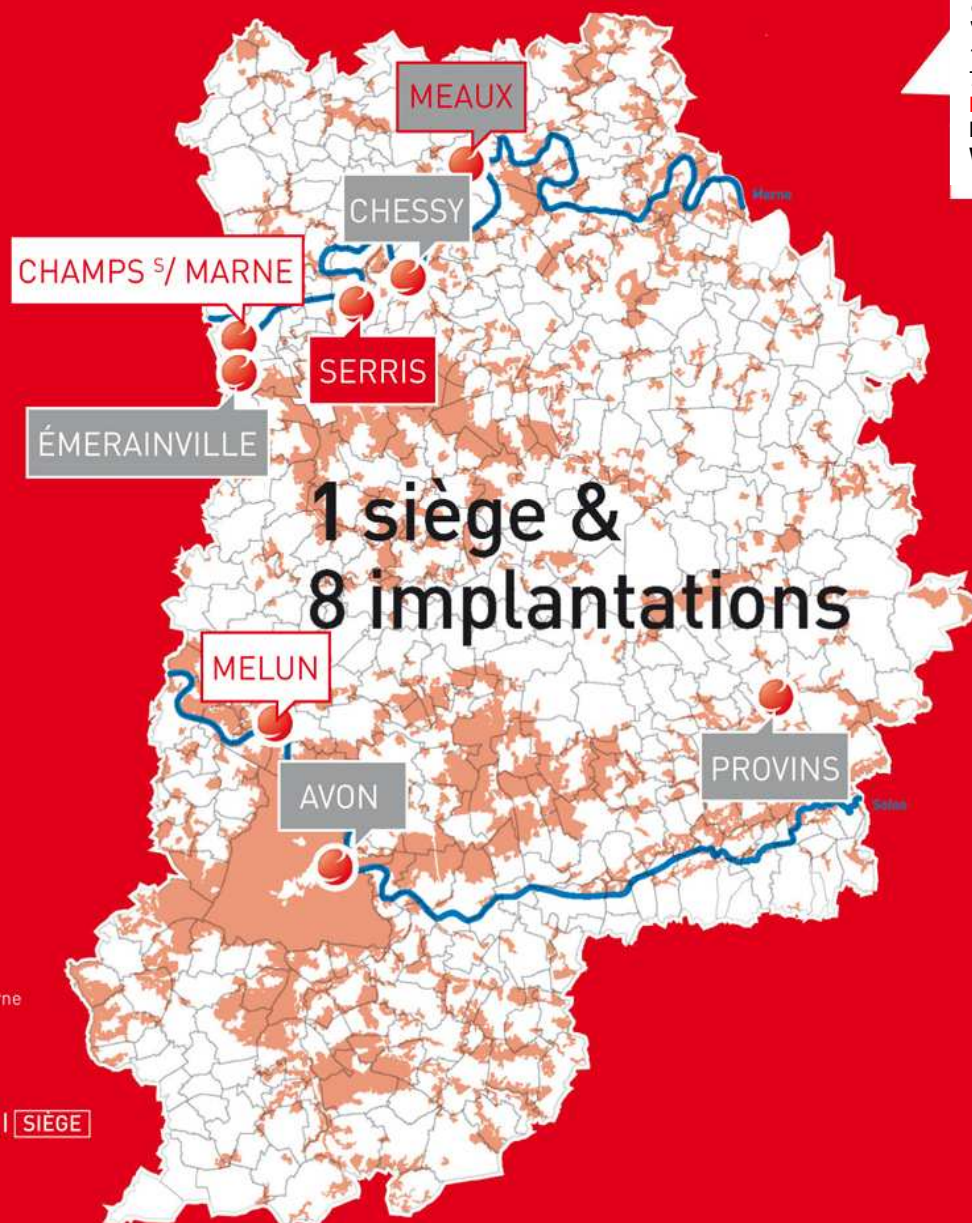 MEAUX
CHESSY
Marne
CHAMPS S/ MARNE
SERRIS
ÉMERAINVILLE
1 siège &
8 implantations
MELUN
PROVINS
AVON
Seine
SIÈGE